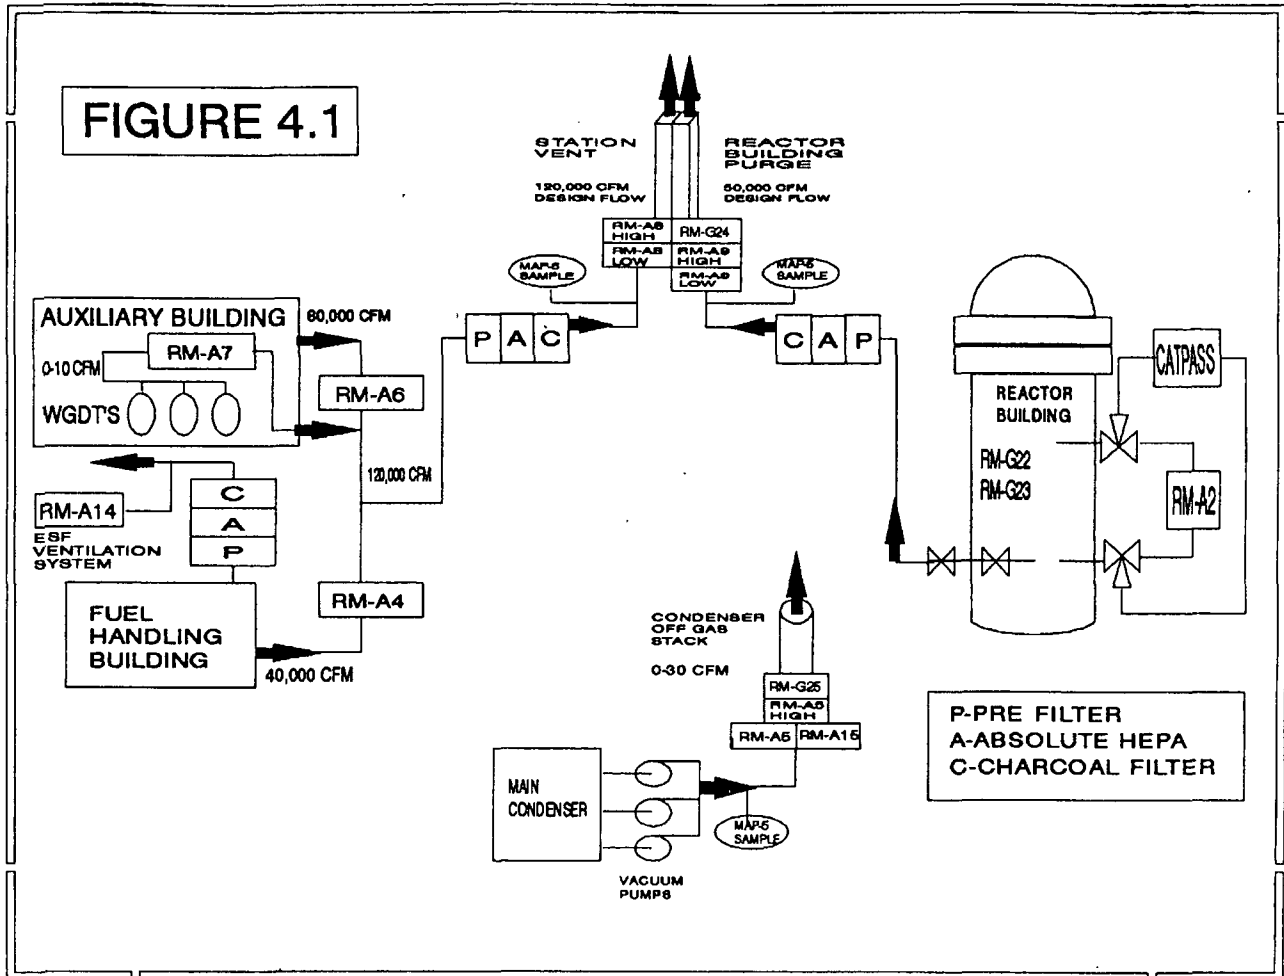 FIGURE 4.1
STATION
VENT
120,000 CFM
DESIGN FLOW
REACTOR
BUILDING
PURGE
50,000 CFM
DESIGN FLOW
RM-A8
HIGH
RM-G24
RM-A8
LOW
RM-A9
HIGH
RM-A9
LOW
MAP-5
SAMPLE
MAP-5
SAMPLE
P A C
C A P
AUXILIARY BUILDING
RM-A7
0-10 CFM
WGDT'S
60,000 CFM
RM-A6
120,000 CFM
RM-A14
ESF
VENTILATION
SYSTEM
C
A
P
FUEL
HANDLING
BUILDING
RM-A4
40,000 CFM
REACTOR
BUILDING
RM-G22
RM-G23
CATPASS
RM-A2
CONDENSER
OFF GAS
STACK
0-30 CFM
RM-G25
RM-A5
HIGH
RM-A5
RM-A15
MAIN
CONDENSER
MAP-5
SAMPLE
VACUUM
PUMPS
P-PRE FILTER
A-ABSOLUTE HEPA
C-CHARCOAL FILTER